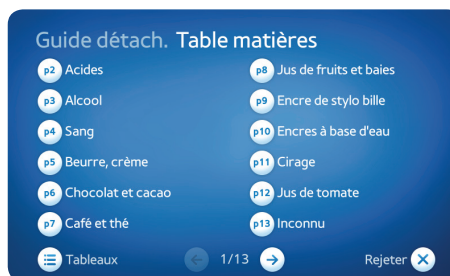 Guide détach. Table matières
p2 Acides
p3 Alcool
p4 Sang
p5 Beurre, crème
p6 Chocolat et cacao
p7 Café et thé
p8 Jus de fruits et baies
p9 Encre de stylo bille
p10 Encres à base d'eau
p11 Cirage
p12 Jus de tomate
p13 Inconnu
Tableaux
1/13
Rejeter